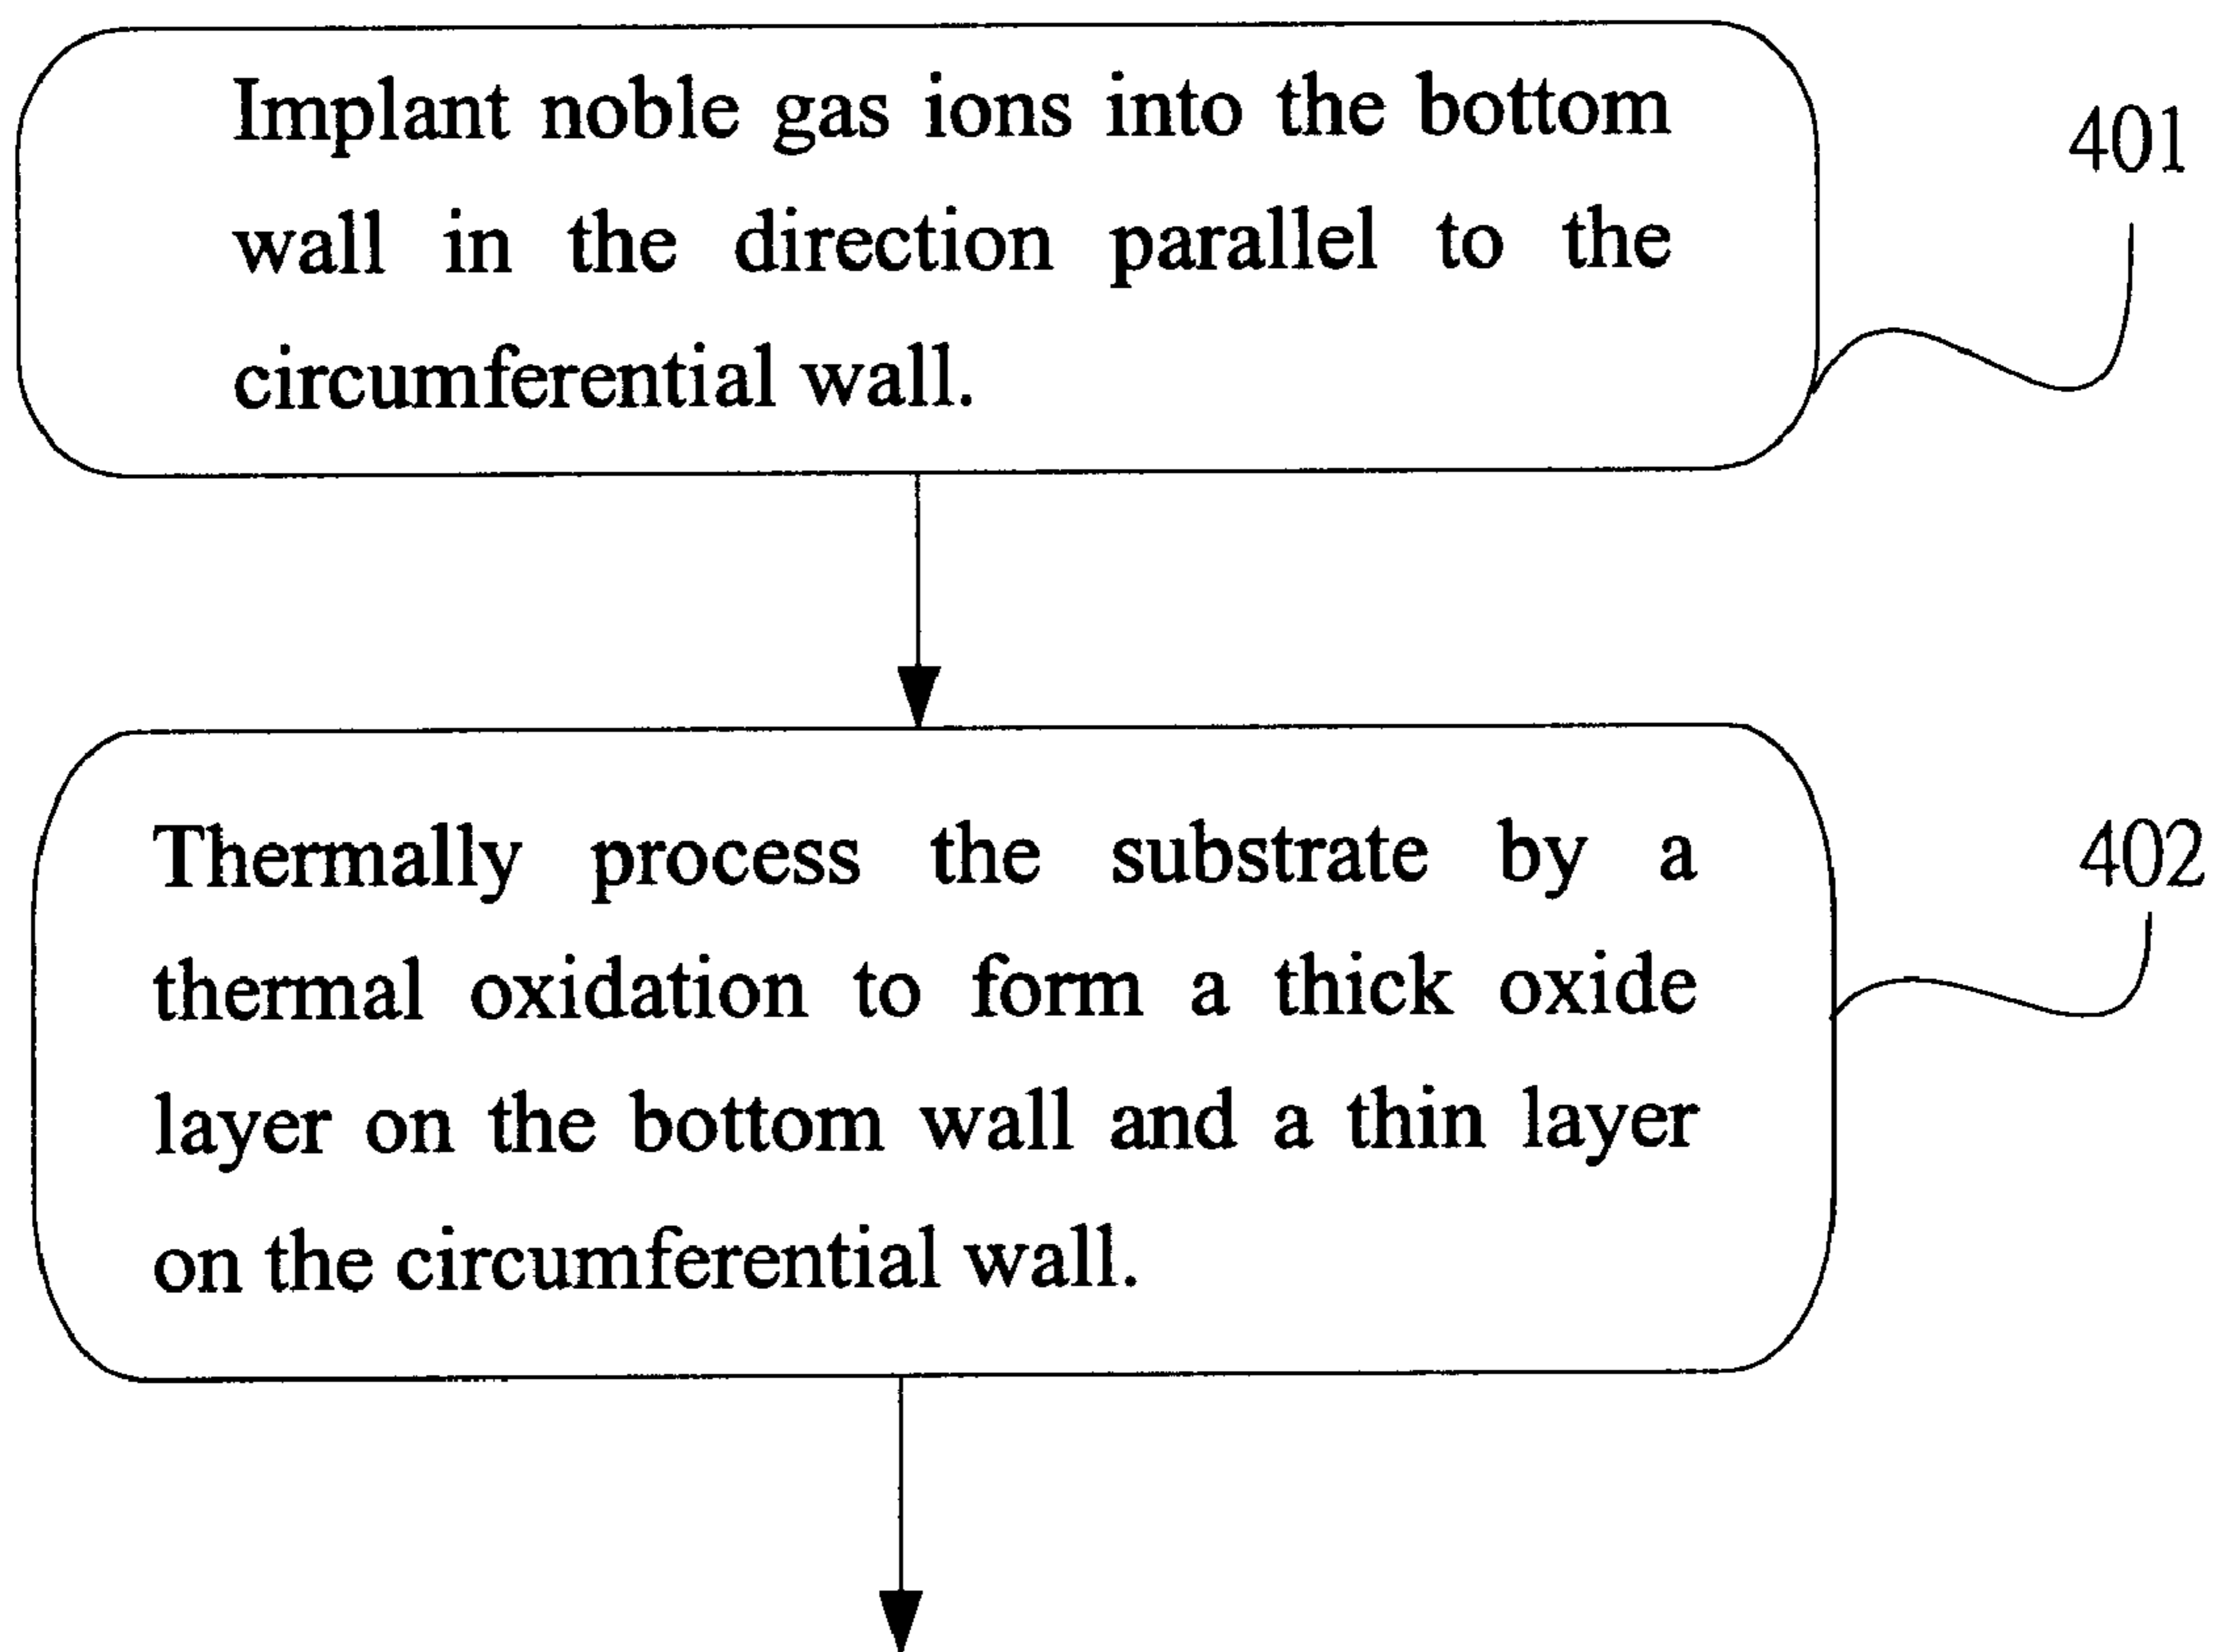 Implant noble gas ions into the bottom
wall in the direction parallel to the
circumferential wall.
401
Thermally process the substrate by a
thermal oxidation to form a thick oxide
layer on the bottom wall and a thin layer
on the circumferential wall.
402